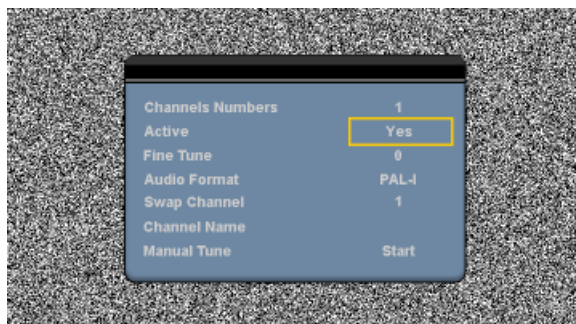 Channels Numbers 1
Active Yes
Fine Tune 0
Audio Format PAL-I
Swap Channel 1
Channel Name
Manual Tune Start